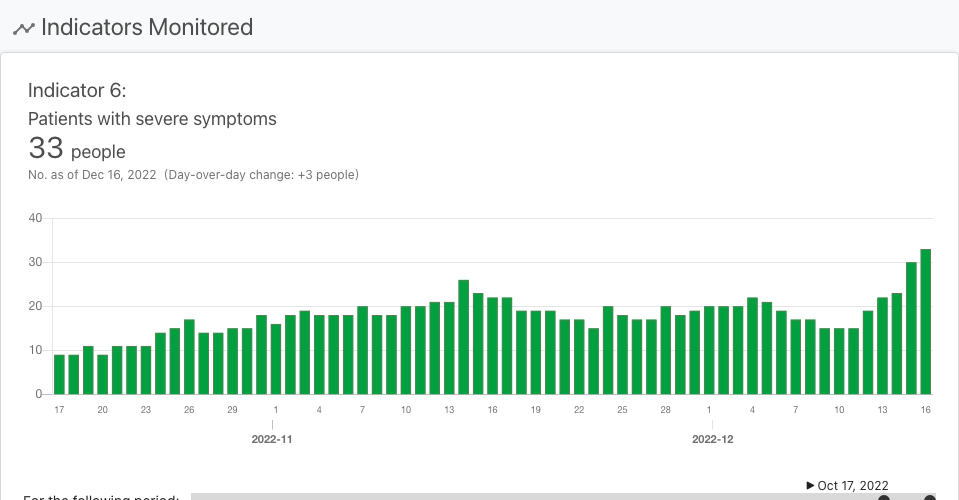 Indicators Monitored
Indicator 6:
Patients with severe symptoms
33 people
No. as of Dec 16, 2022 (Day-over-day change: +3 people)
40
30
20
10
0
17 20 23 26 29 1 4 7 10 13 16 19 22 25 28 1 4 7 10 13 16
2022-11 2022-12
▶ Oct 17, 2022
For the following period: